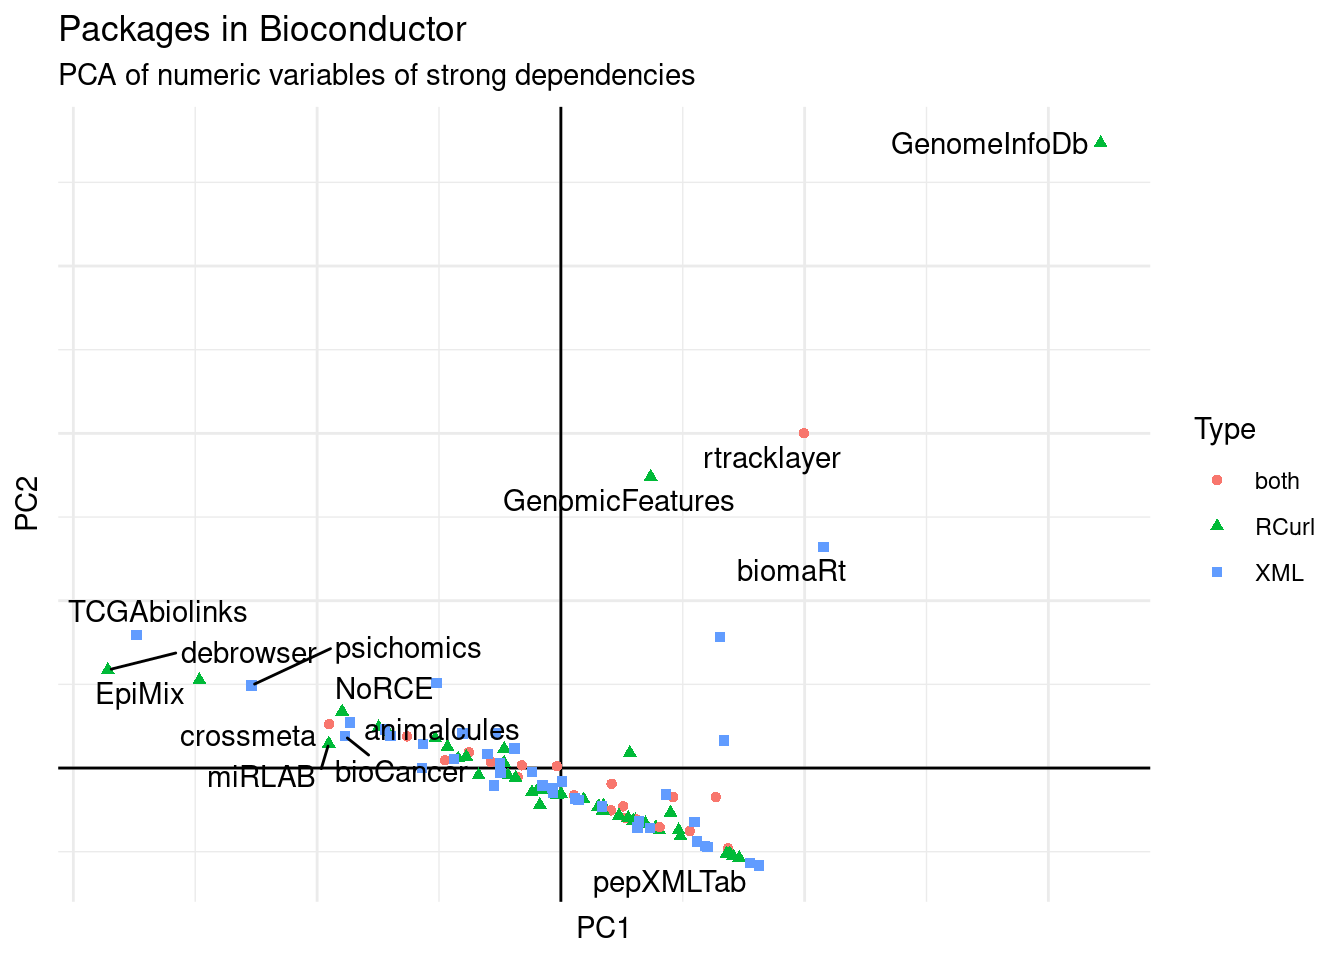 Packages in Bioconductor
PCA of numeric variables of strong dependencies
GenomeInfoDb
rtracklayer
GenomicFeatures
biomaRt
TCGAbiolinks
debrowser
psichomics
EpiMix
NoRCE
crossmeta
animalcules
miRLAB
bioCancer
pepXMLTab
PC1
PC2
Type
both
RCurl
XML